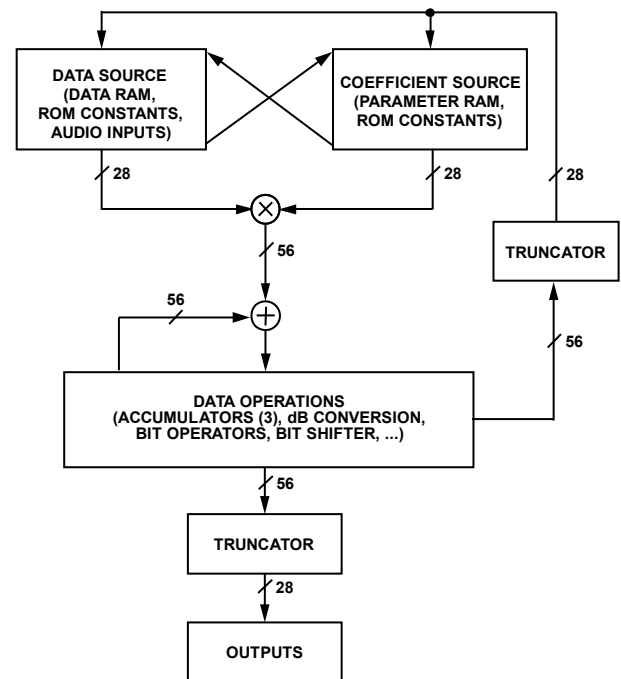 DATA SOURCE
(DATA RAM,
ROM CONSTANTS,
AUDIO INPUTS)
COEFFICIENT SOURCE
(PARAMETER RAM,
ROM CONSTANTS)
28
28
28
TRUNCATOR
56
56
56
DATA OPERATIONS
(ACCUMULATORS (3), dB CONVERSION,
BIT OPERATORS, BIT SHIFTER, ...)
56
TRUNCATOR
28
OUTPUTS